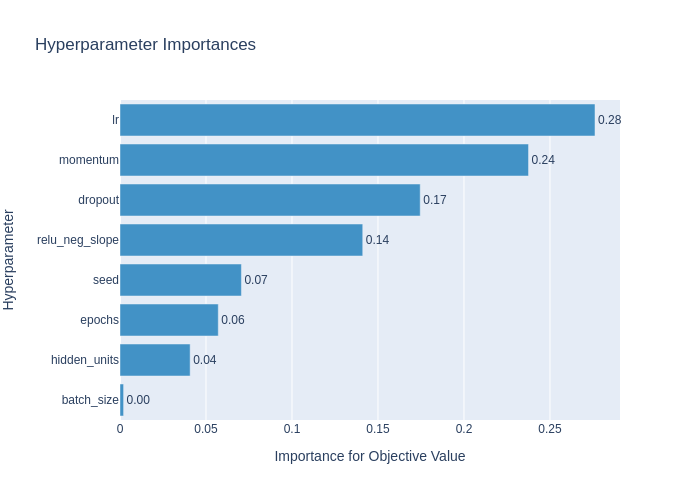 Hyperparameter Importances
Hyperparameter
lr 0.28
momentum 0.24
dropout 0.17
relu_neg_slope 0.14
seed 0.07
epochs 0.06
hidden_units 0.04
batch_size 0.00
0 0.05 0.1 0.15 0.2 0.25
Importance for Objective Value